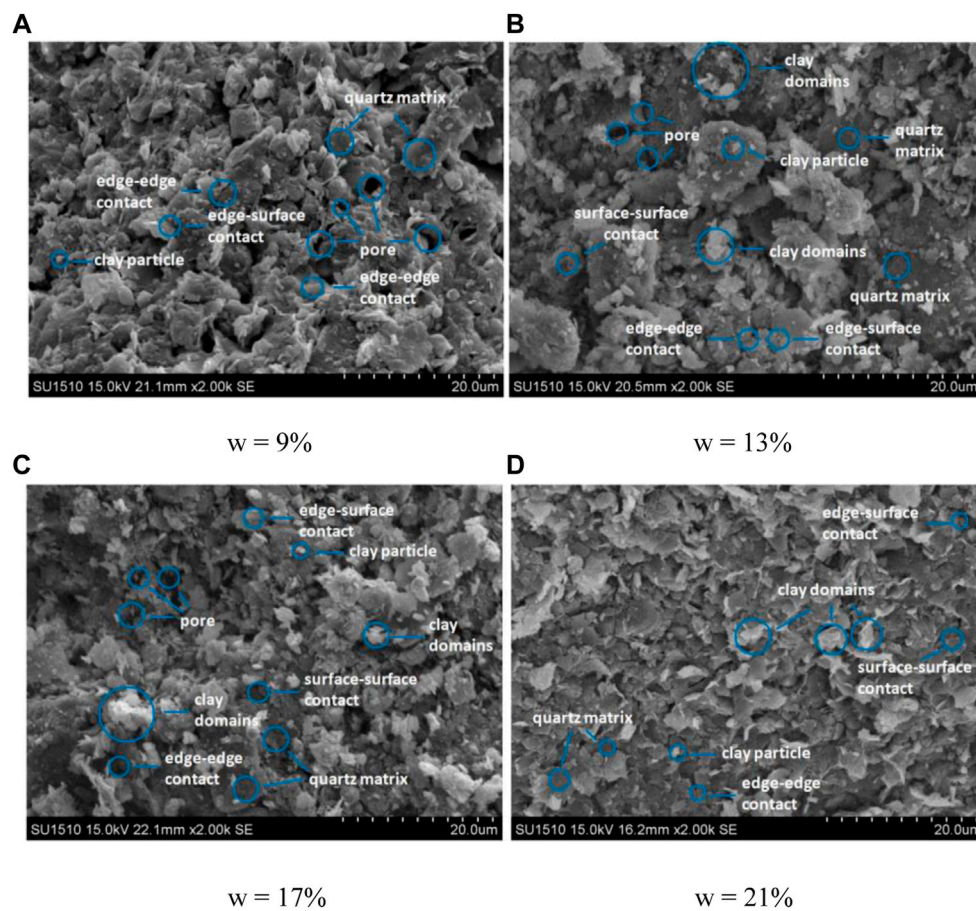 A
quartz matrix
edge-edge
contact
edge-surface
contact
clay particle
pore
edge-edge
contact
SU1510 15.0kV 21.1mm x2.00k SE
20.0um
w = 9%
B
clay
domains
pore
quartz
matrix
clay particle
surface-surface
contact
clay domains
quartz matrix
edge-edge
contact
edge-surface
contact
SU1510 15.0kV 20.5mm x2.00k SE
20.0um
w = 13%
C
edge-surface
contact
clay particle
pore
clay
domains
surface-surface
contact
clay
domains
edge-edge
contact
quartz matrix
SU1510 15.0kV 22.1mm x2.00k SE
20.0um
w = 17%
D
edge-surface
contact
clay domains
surface-surface
contact
quartz matrix
clay particle
edge-edge
contact
SU1510 15.0kV 16.2mm x2.00k SE
20.0um
w = 21%